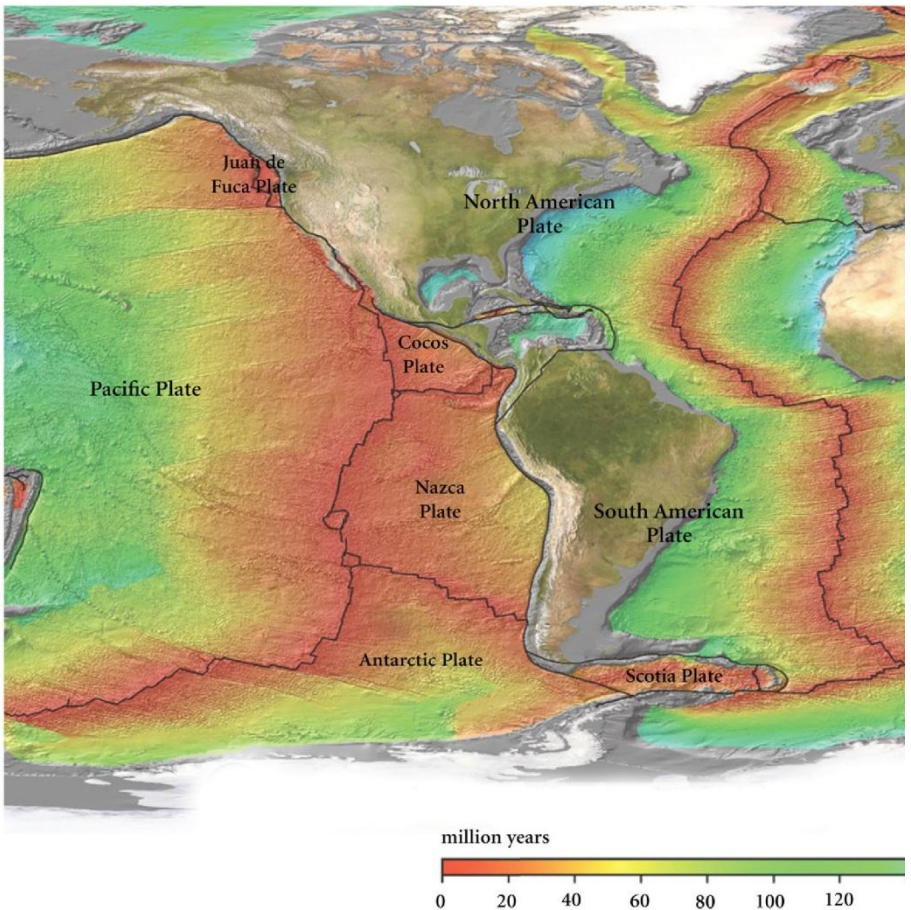 Juan de
Fuca Plate
North American
Plate
Cocos
Plate
Pacific Plate
Nazca
Plate
South American
Plate
Antarctic Plate
Scotia Plate
million years
0 20 40 60 80 100 120